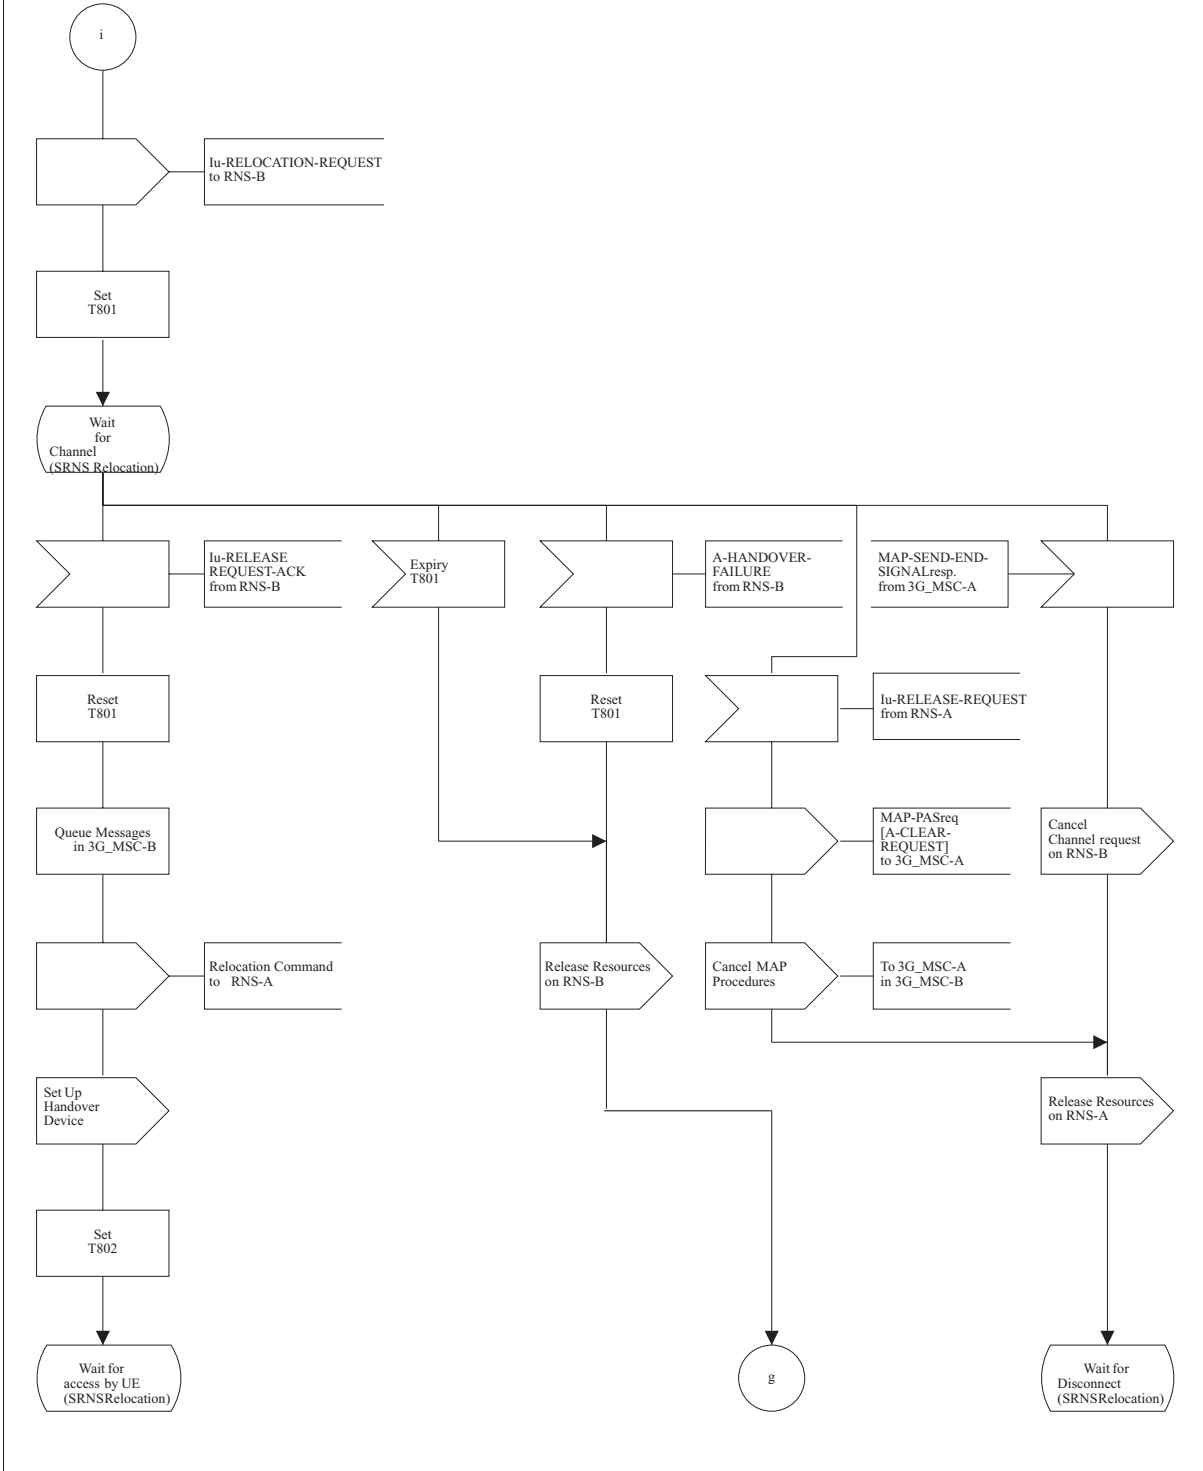 i
Iu-RELOCATION-REQUEST
to RNS-B
Set
T801
Wait
for
Channel
(SRNS Relocation)
Iu-RELEASE
REQUEST-ACK
from RNS-B
Expiry
T801
A-HANDOVER-
FAILURE
from RNS-B
MAP-SEND-END-
SIGNALresp.
from 3G_MSC-A
Reset
T801
Reset
T801
Iu-RELEASE-REQUEST
from RNS-A
Queue Messages
in 3G_MSC-B
MAP-PASreq
[A-CLEAR-
REQUEST]
to 3G_MSC-A
Cancel
Channel request
on RNS-B
Relocation Command
to RNS-A
Release Resources
on RNS-B
Cancel MAP
Procedures
To 3G_MSC-A
in 3G_MSC-B
Set Up
Handover
Device
Release Resources
on RNS-A
Set
T802
Wait for
access by UE
(SRNSRelocation)
g
Wait for
Disconnect
(SRNSRelocation)